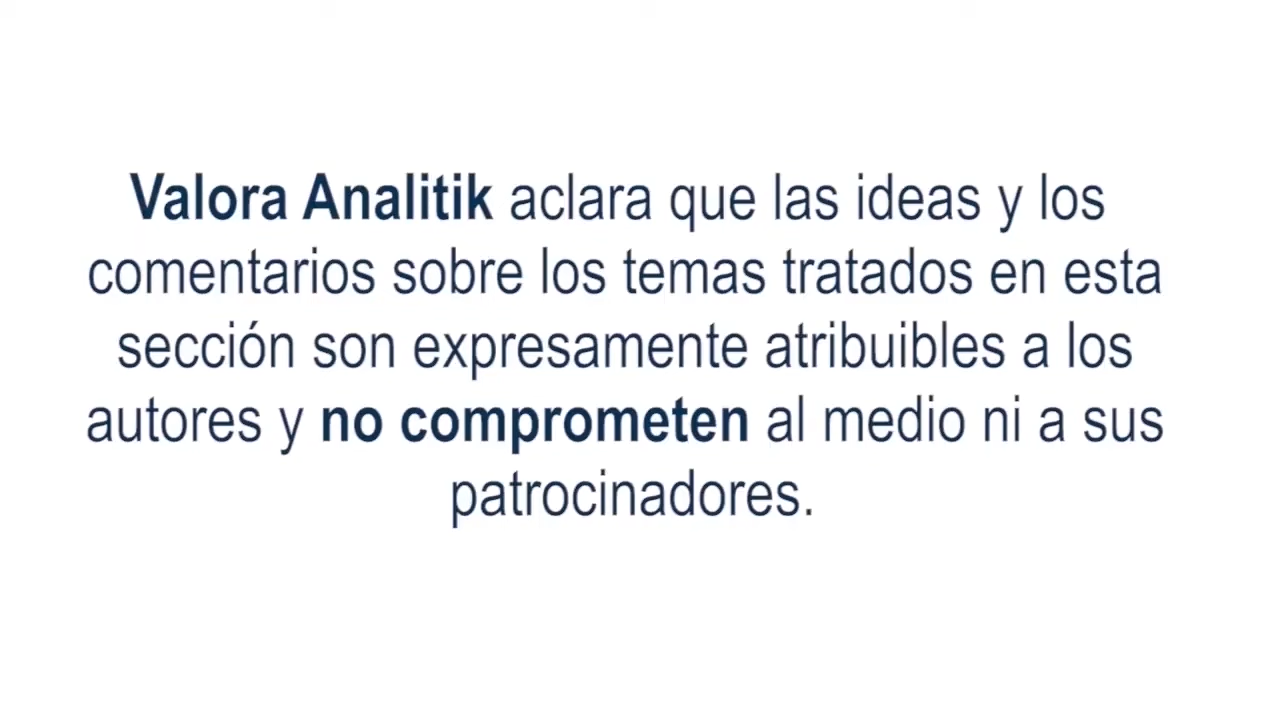 Valora Analitik aclara que las ideas y los
comentarios sobre los temas tratados en esta
sección son expresamente atribuibles a los
autores y no comprometen al medio ni a sus
patrocinadores.